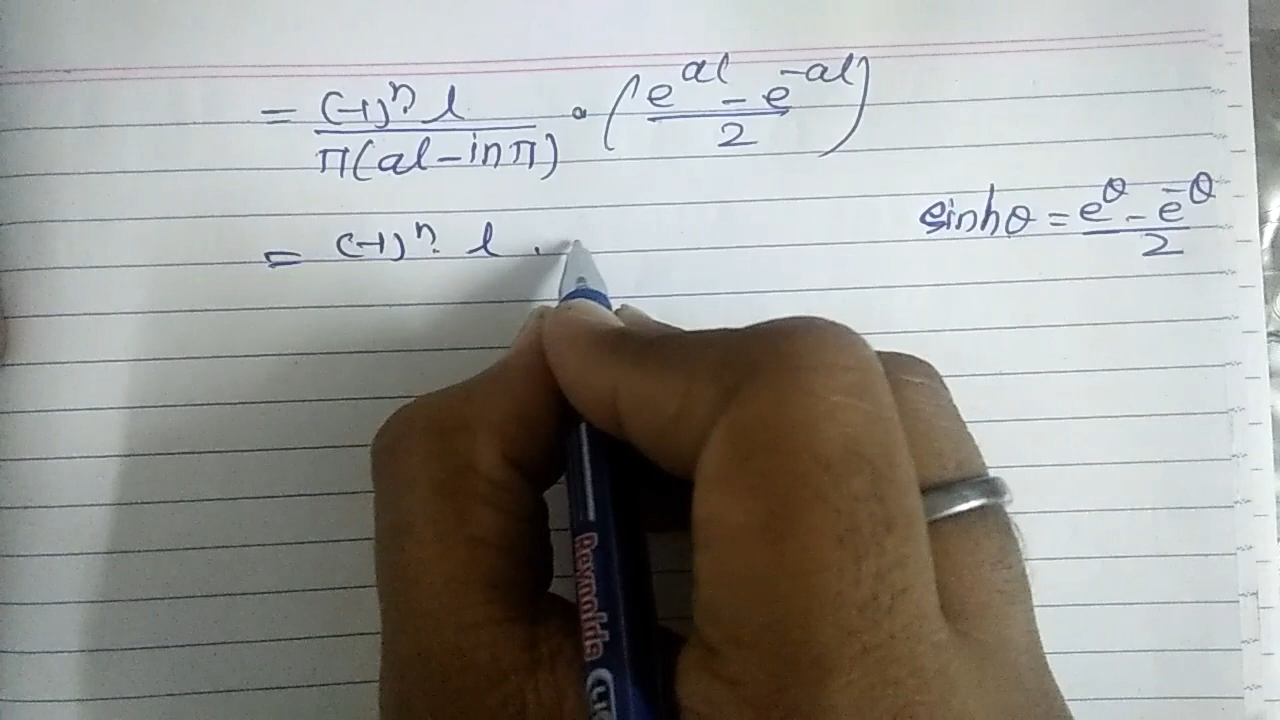 = (-1)ⁿ · l / π(al - inπ) · ( (e^{al} - e^{-al}) / 2 )
sinhθ = (e^θ - e^{-θ}) / 2
= (-1)ⁿ · l ·
Reynolds